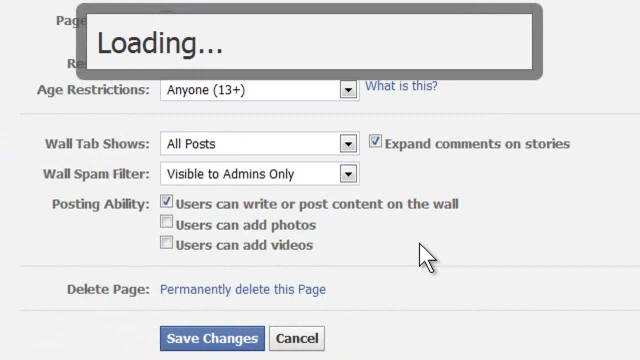 Page
Loading...
Re
Age Restrictions: Anyone (13+) What is this?
Wall Tab Shows: All Posts Expand comments on stories
Wall Spam Filter: Visible to Admins Only
Posting Ability: Users can write or post content on the wall
Users can add photos
Users can add videos
Delete Page: Permanently delete this Page
Save Changes Cancel